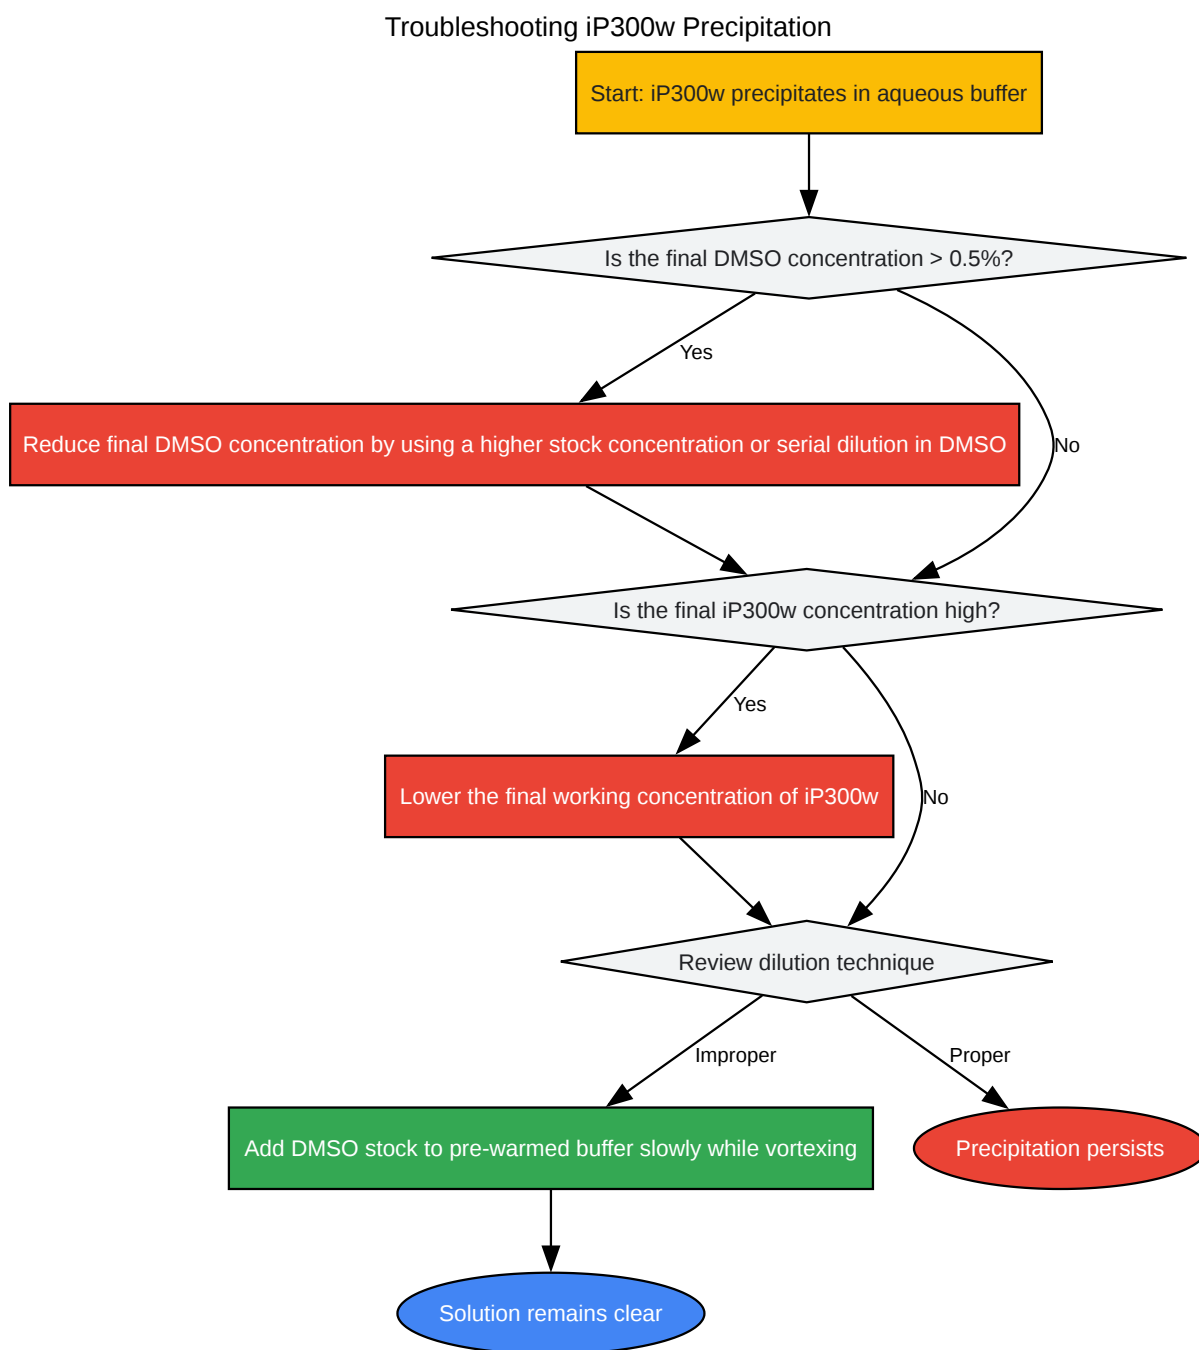 Troubleshooting iP300w Precipitation
Start: iP300w precipitates in aqueous buffer
Is the final DMSO concentration > 0.5%?
Yes
Reduce final DMSO concentration by using a higher stock concentration or serial dilution in DMSO
No
Is the final iP300w concentration high?
Yes
Lower the final working concentration of iP300w
No
Review dilution technique
Improper
Proper
Add DMSO stock to pre-warmed buffer slowly while vortexing
Precipitation persists
Solution remains clear